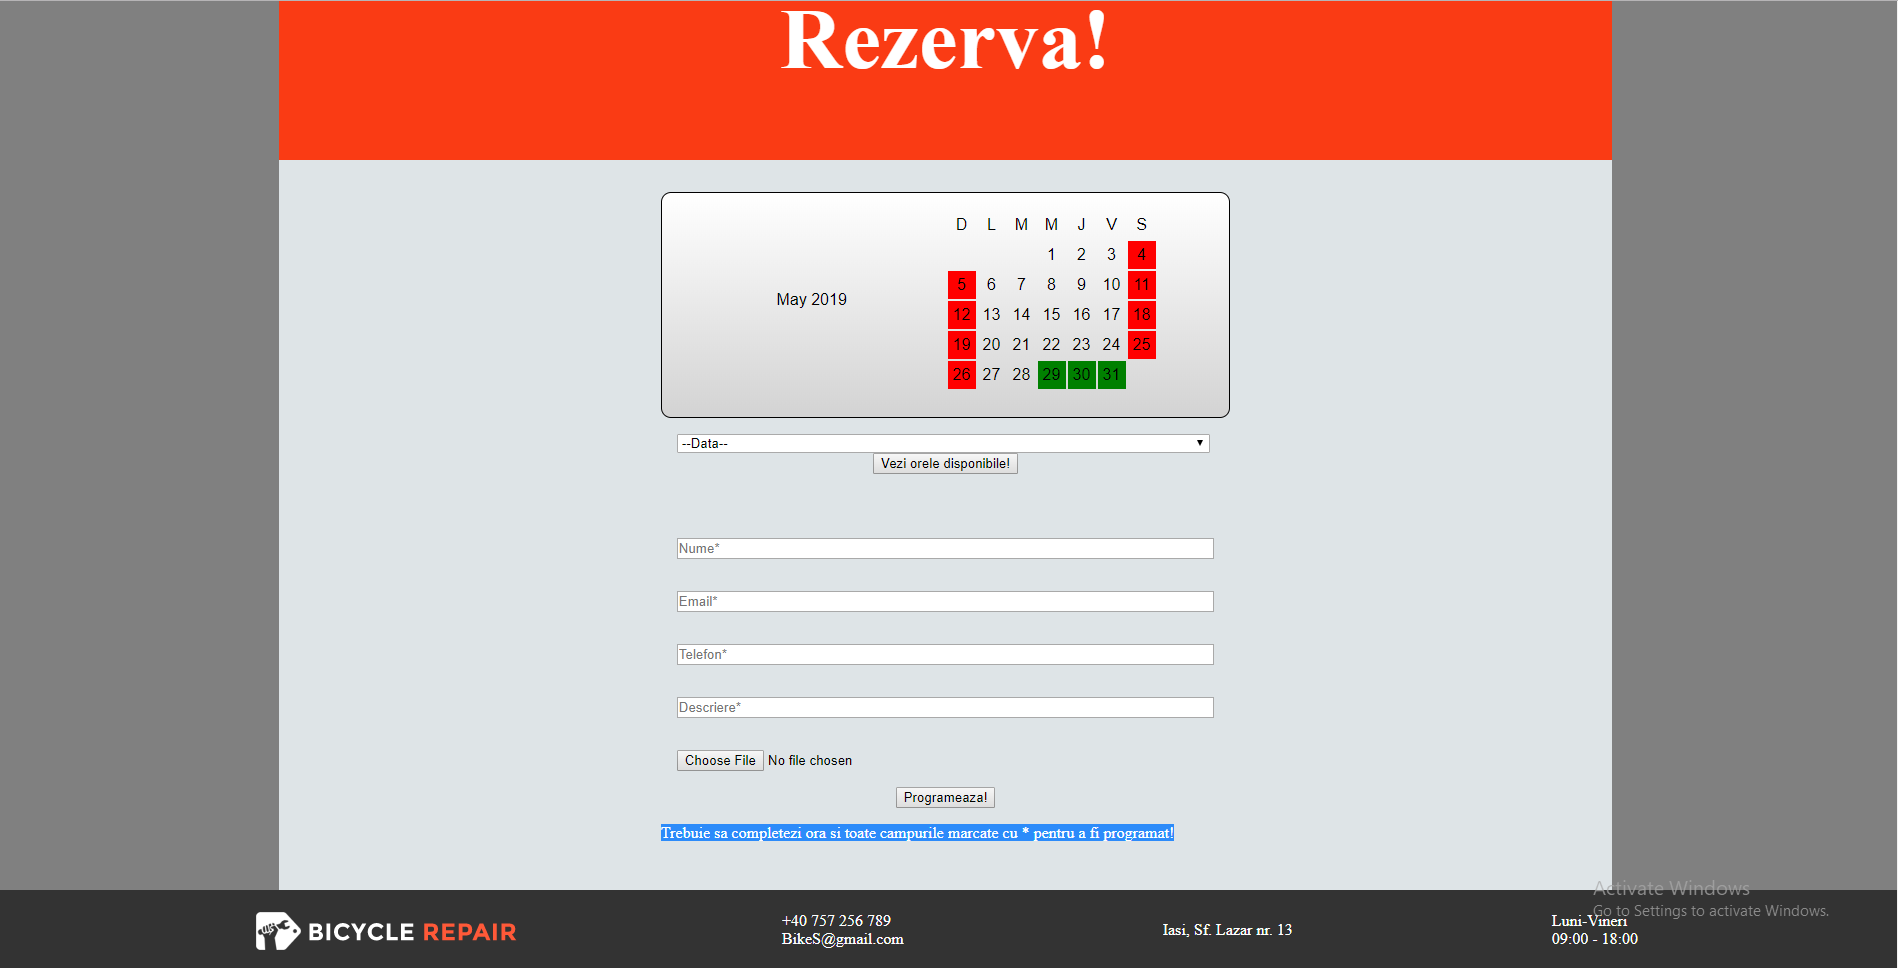 Rezerva!
D L M M J V S
1 2 3 4
5 6 7 8 9 10 11
May 2019
12 13 14 15 16 17 18
19 20 21 22 23 24 25
26 27 28 29 30 31
--Data--
Vezi orele disponibile!
Nume*
Email*
Telefon*
Descriere*
Choose File No file chosen
Programeaza!
Trebuie sa completezi ora si toate campurile marcate cu * pentru a fi programat!
Activate Windows
Go to Settings to activate Windows.
BICYCLE REPAIR
+40 757 256 789
BikeS@gmail.com
Iasi, Sf. Lazar nr. 13
Luni-Vineri
09:00 - 18:00